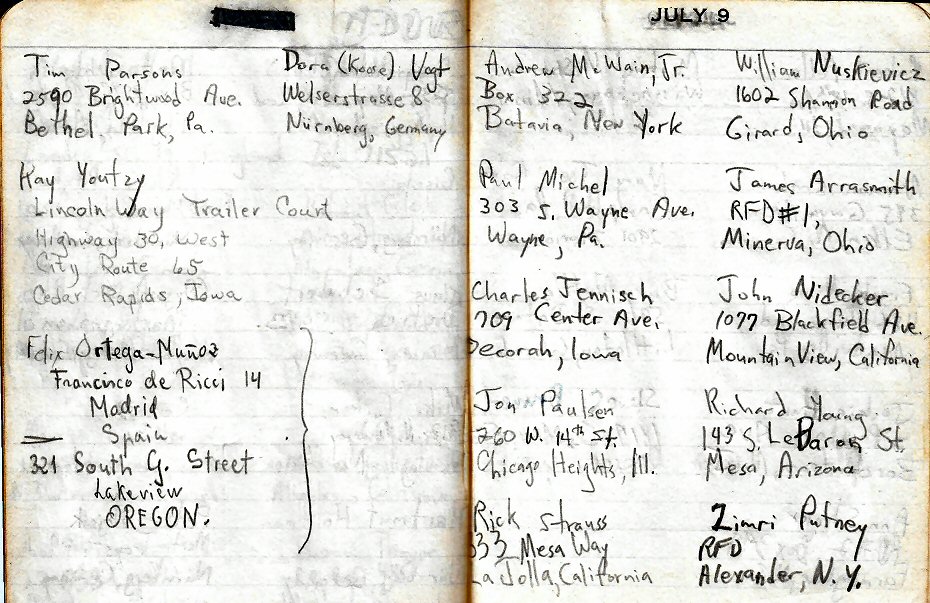 Tim Parsons
2590 Brightwood Ave.
Bethel Park, Pa.
Dora (Koose) Vogt
Welserstrasse 8
Nürnberg, Germany
Kay Youtzy
Lincoln Way Trailer Court
Highway 30, West
City Route 65
Cedar Rapids, Iowa
Felix Ortega-Muñoz
Francisco de Ricci 14
Madrid
Spain
321 South G. Street
Lakeview
OREGON.
JULY 9
Andrew McWain, Jr.
Box 322
Batavia, New York
William Nuskievicz
1602 Shannon Road
Girard, Ohio
Paul Michel
303 S. Wayne Ave.
Wayne, Pa.
James Arrasmith
RFD #1,
Minerva, Ohio
Charles Jennisch
709 Center Ave.
Decorah, Iowa
John Nidecker
1077 Blackfield Ave.
Mountain View, California
Jon Paulsen
260 W. 14th St.
Chicago Heights, Ill.
Richard Young
143 S. LeBaron St.
Mesa, Arizona
Rick Strauss
Mesa Way
La Jolla, California
Zimri Putney
RFD
Alexander, N.Y.